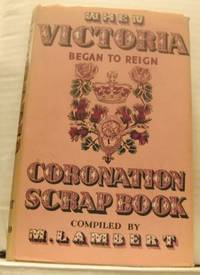 WHEN
VICTORIA
BEGAN TO REIGN
CORONATION
SCRAP BOOK
COMPILED BY
M. LAMBERT